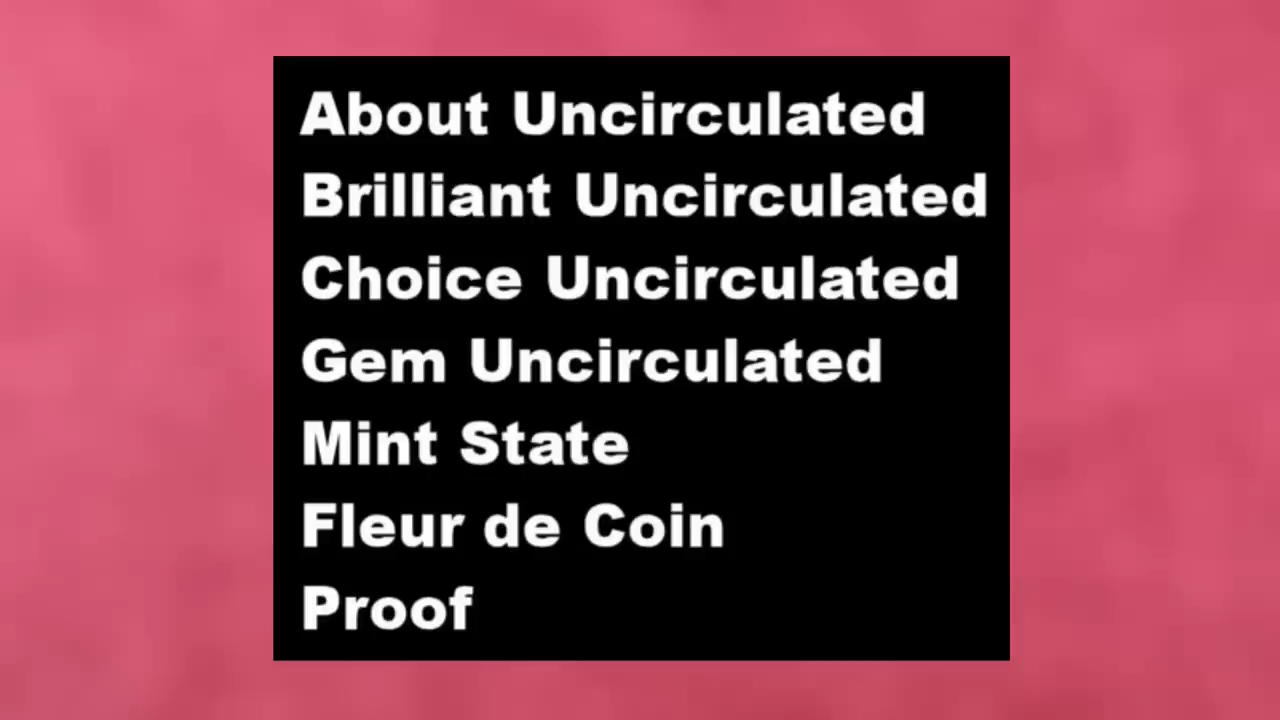 About Uncirculated
Brilliant Uncirculated
Choice Uncirculated
Gem Uncirculated
Mint State
Fleur de Coin
Proof